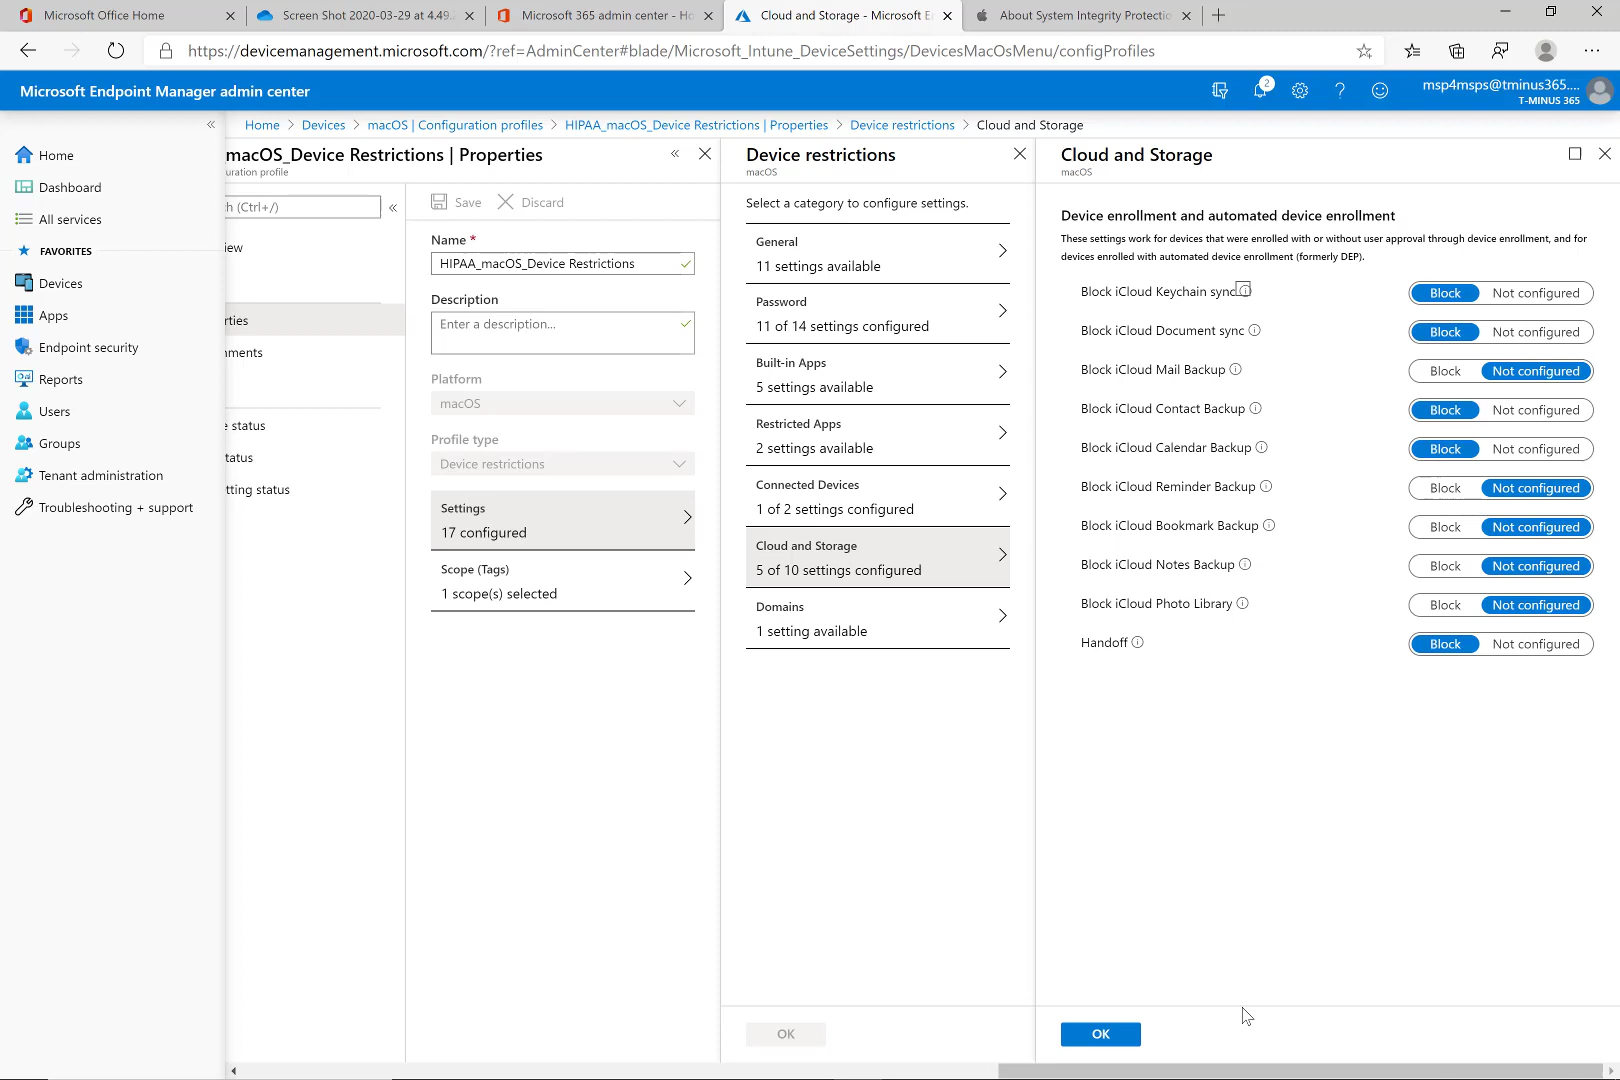 Microsoft Office Home
Screen Shot 2020-03-29 at 4.49.
Microsoft 365 admin center - Ho
Cloud and Storage - Microsoft E
About System Integrity Protectio
https://devicemanagement.microsoft.com/?ref=AdminCenter#blade/Microsoft_Intune_DeviceSettings/DevicesMacOsMenu/configProfiles
Microsoft Endpoint Manager admin center
2
msp4msps@tminus365....
T-MINUS 365
Home > Devices > macOS | Configuration profiles > HIPAA_macOS_Device Restrictions | Properties > Device restrictions > Cloud and Storage
Home
Dashboard
All services
FAVORITES
Devices
Apps
Endpoint security
Reports
Users
Groups
Tenant administration
Troubleshooting + support
macOS_Device Restrictions | Properties
uration profile
h (Ctrl+/)
iew
rties
nments
e status
tatus
tting status
Save
Discard
Name *
HIPAA_macOS_Device Restrictions
Description
Enter a description...
Platform
macOS
Profile type
Device restrictions
Settings
17 configured
Scope (Tags)
1 scope(s) selected
Device restrictions
macOS
Select a category to configure settings.
General
11 settings available
Password
11 of 14 settings configured
Built-in Apps
5 settings available
Restricted Apps
2 settings available
Connected Devices
1 of 2 settings configured
Cloud and Storage
5 of 10 settings configured
Domains
1 setting available
OK
Cloud and Storage
macOS
Device enrollment and automated device enrollment
These settings work for devices that were enrolled with or without user approval through device enrollment, and for
devices enrolled with automated device enrollment (formerly DEP).
Block iCloud Keychain sync Block Not configured
Block iCloud Document sync Block Not configured
Block iCloud Mail Backup Block Not configured
Block iCloud Contact Backup Block Not configured
Block iCloud Calendar Backup Block Not configured
Block iCloud Reminder Backup Block Not configured
Block iCloud Bookmark Backup Block Not configured
Block iCloud Notes Backup Block Not configured
Block iCloud Photo Library Block Not configured
Handoff Block Not configured
OK